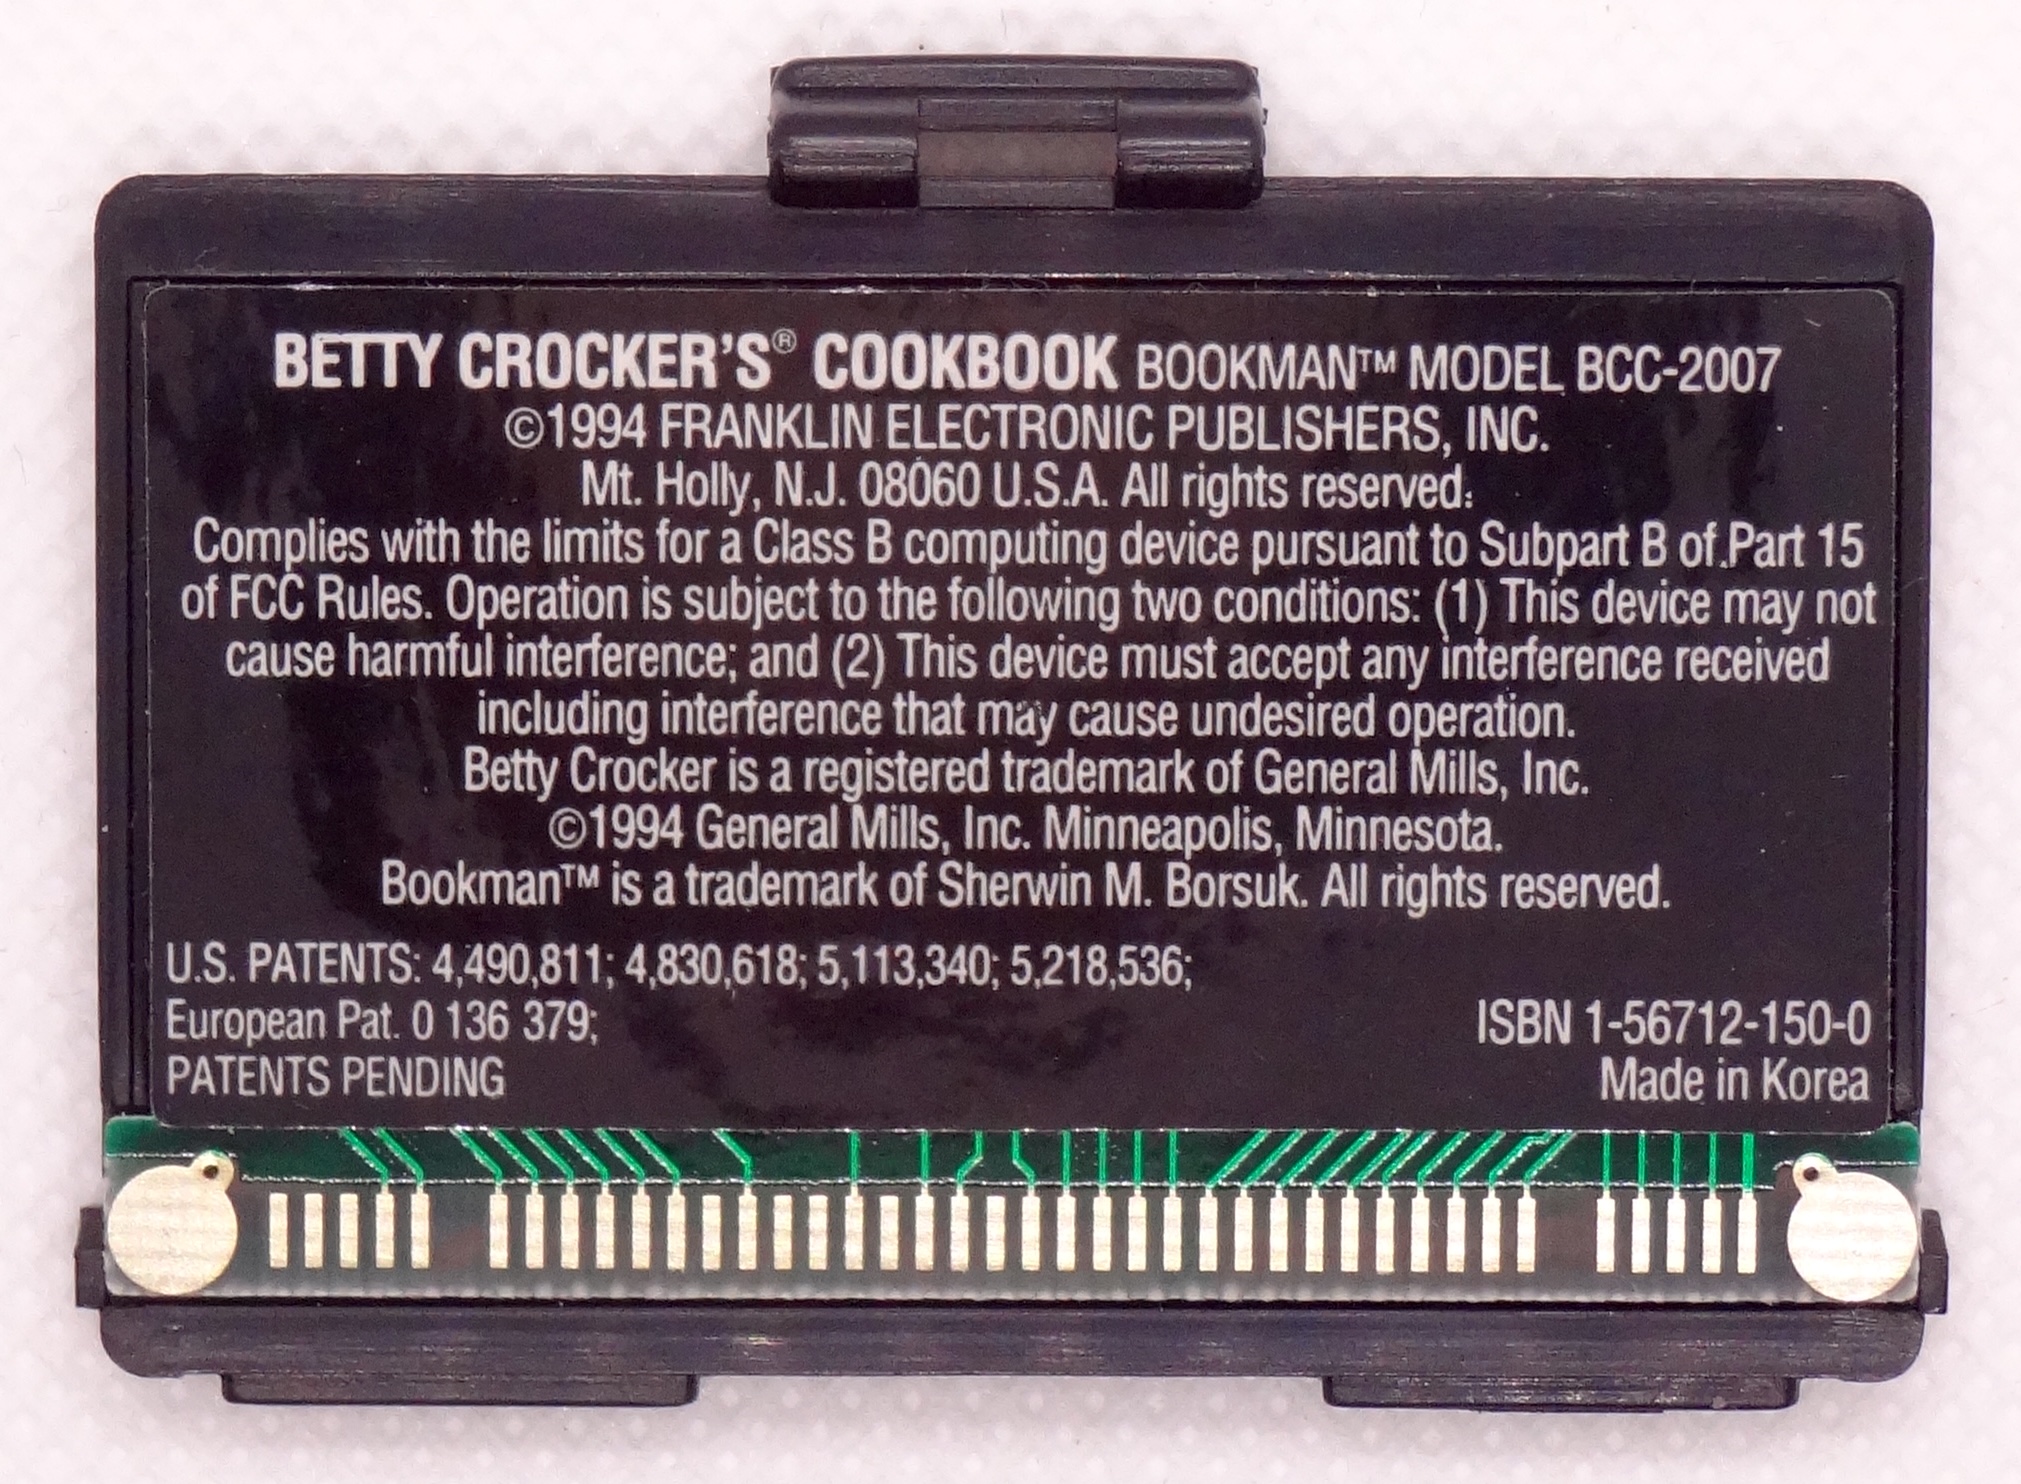 BETTY CROCKER'S® COOKBOOK BOOKMAN™ MODEL BCC-2007
©1994 FRANKLIN ELECTRONIC PUBLISHERS, INC.
Mt. Holly, N.J. 08060 U.S.A. All rights reserved.
Complies with the limits for a Class B computing device pursuant to Subpart B of Part 15
of FCC Rules. Operation is subject to the following two conditions: (1) This device may not
cause harmful interference; and (2) This device must accept any interference received
including interference that may cause undesired operation.
Betty Crocker is a registered trademark of General Mills, Inc.
©1994 General Mills, Inc. Minneapolis, Minnesota.
Bookman™ is a trademark of Sherwin M. Borsuk. All rights reserved.
U.S. PATENTS: 4,490,811; 4,830,618; 5,113,340; 5,218,536;
European Pat. 0 136 379;
PATENTS PENDING
ISBN 1-56712-150-0
Made in Korea